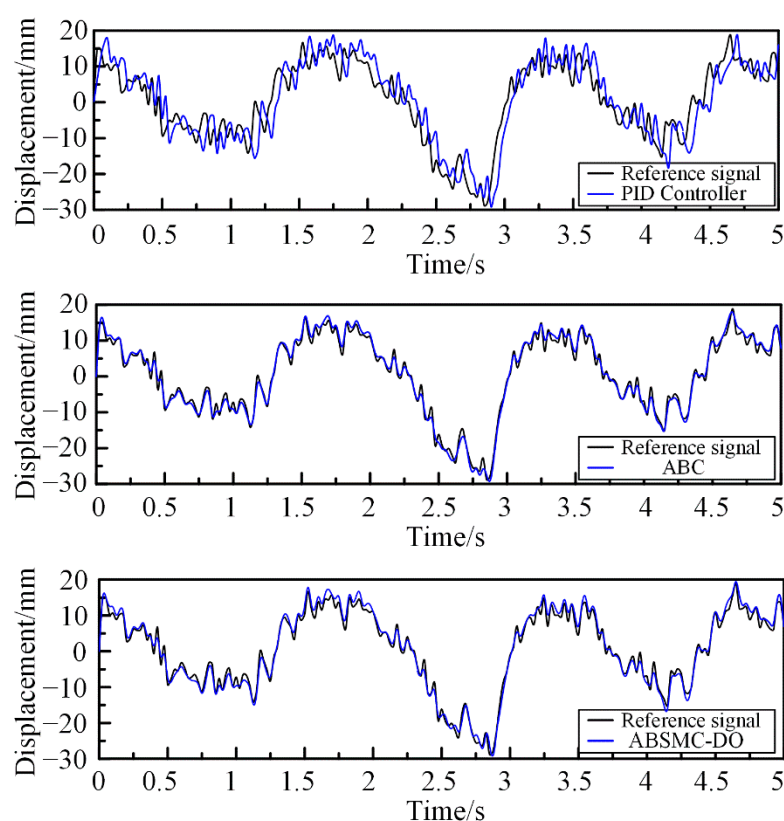 Displacement/mm
20
10
0
−10
−20
−30
Reference signal
PID Controller
0 0.5 1 1.5 2 2.5 3 3.5 4 4.5 5
Time/s
Displacement/mm
20
10
0
−10
−20
−30
Reference signal
ABC
0 0.5 1 1.5 2 2.5 3 3.5 4 4.5 5
Time/s
Displacement/mm
20
10
0
−10
−20
−30
Reference signal
ABSMC-DO
0 0.5 1 1.5 2 2.5 3 3.5 4 4.5 5
Time/s